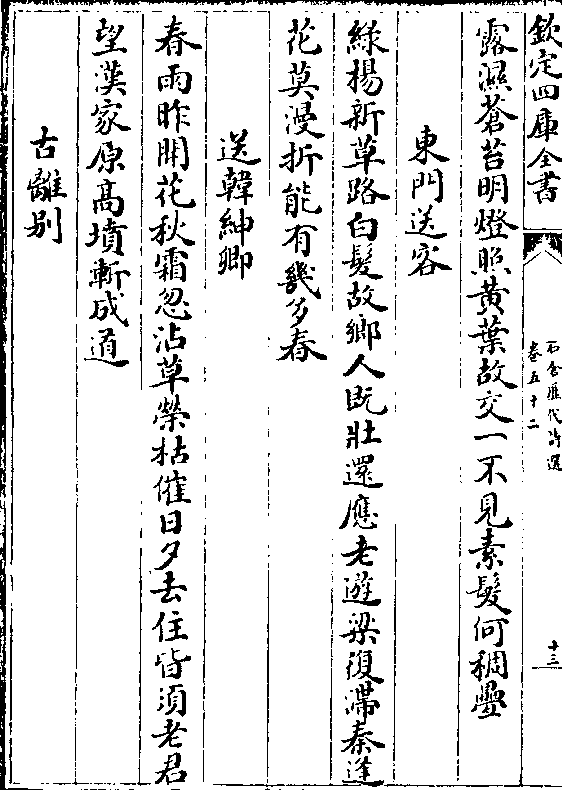 欽定四庫全書
石倉歷代詩選
卷五十二
十三
露濕蒼苔明燈照黄葉故交一不見素髮何稠疊
東門送客
緑楊新草路白髮故鄉人既壯還應老遊梁復滯秦逢
花莫漫折能有幾多春
送韓紳卿
春雨昨開花秋霜忽沾草榮枯催日夕去住皆須老君
望漢家原高墳漸成道
古離别